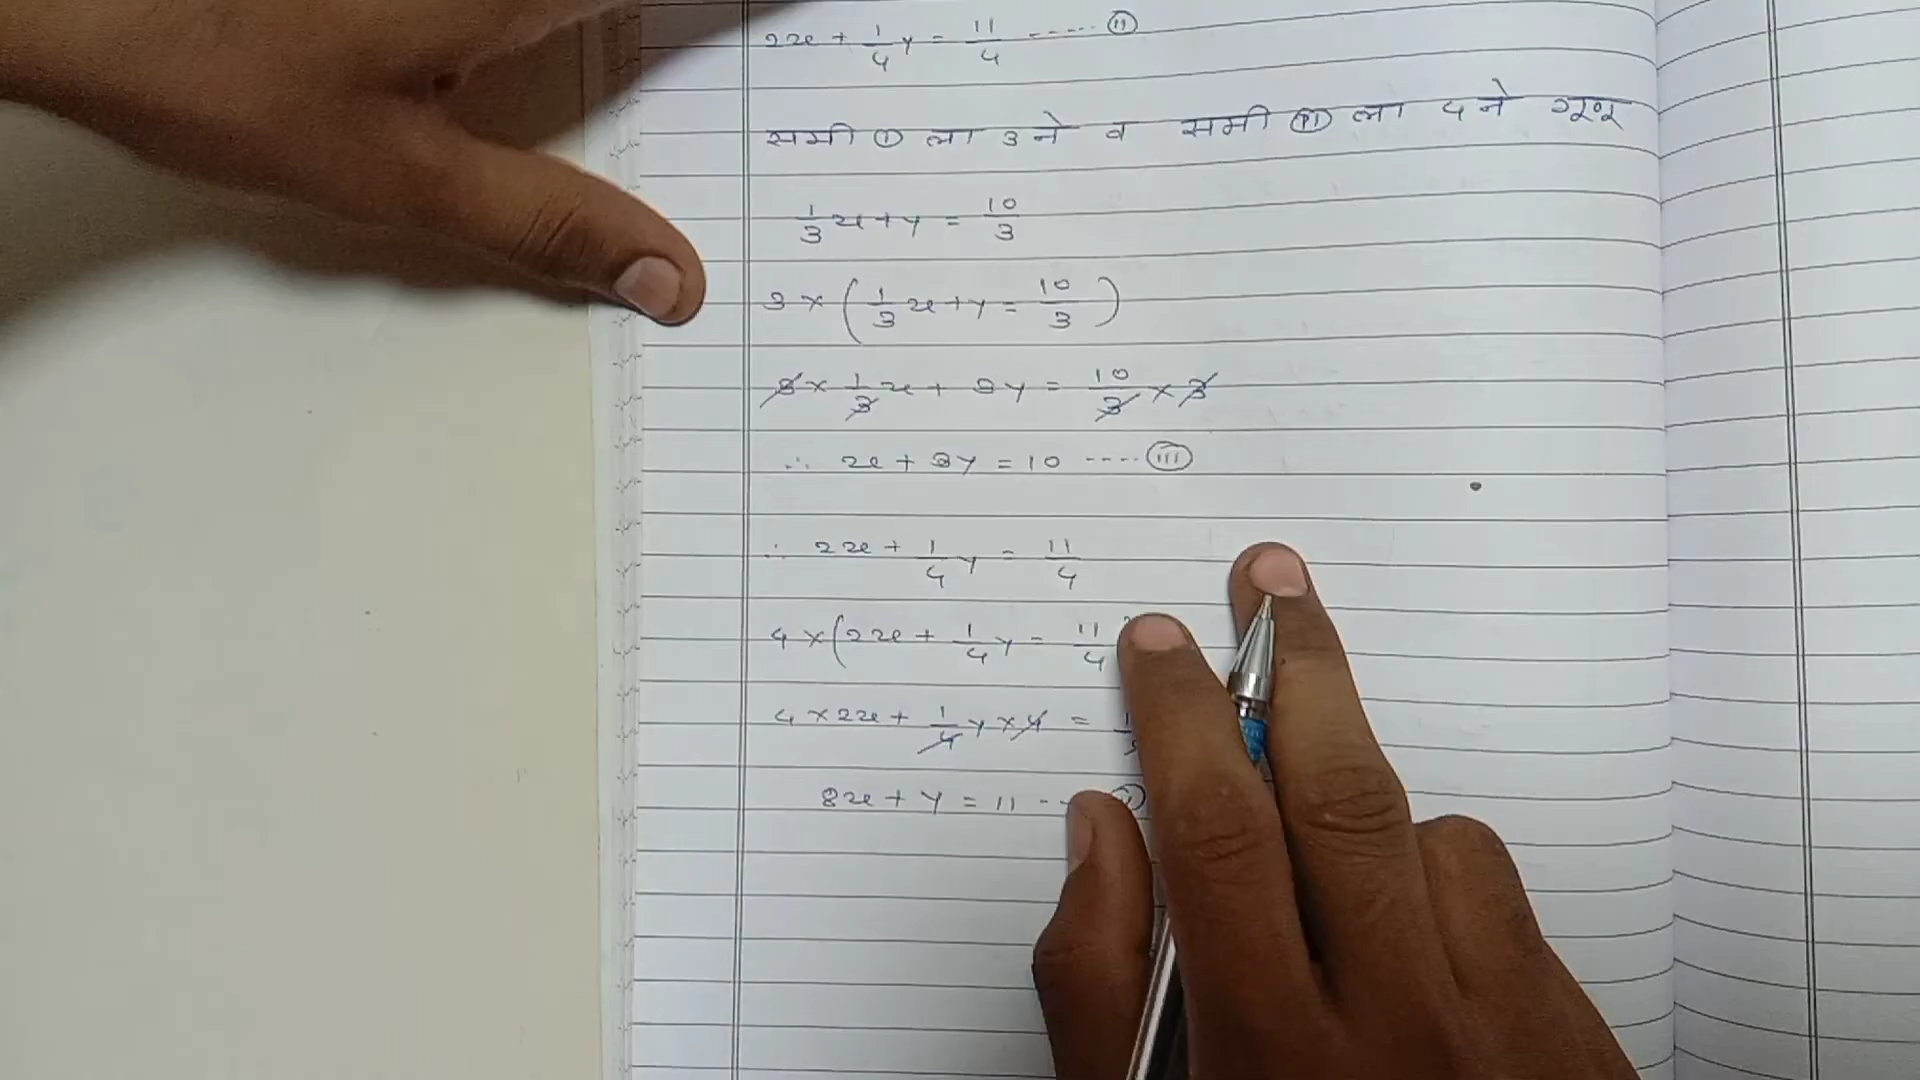 2x + 1/4 y = 11/4 ----- (II)
समी (I) ला 3 ने व समी (II) ला 4 ने गूणू
1/3 x + y = 10/3
3 × ( 1/3 x + y = 10/3 )
3 × 1/3 x + 3y = 10/3 × 3
∴ x + 3y = 10 ---- (III)
∴ 2x + 1/4 y = 11/4
4 × ( 2x + 1/4 y = 11/4
4 × 2x + 1/4 y × 4 =
8x + y = 11 --